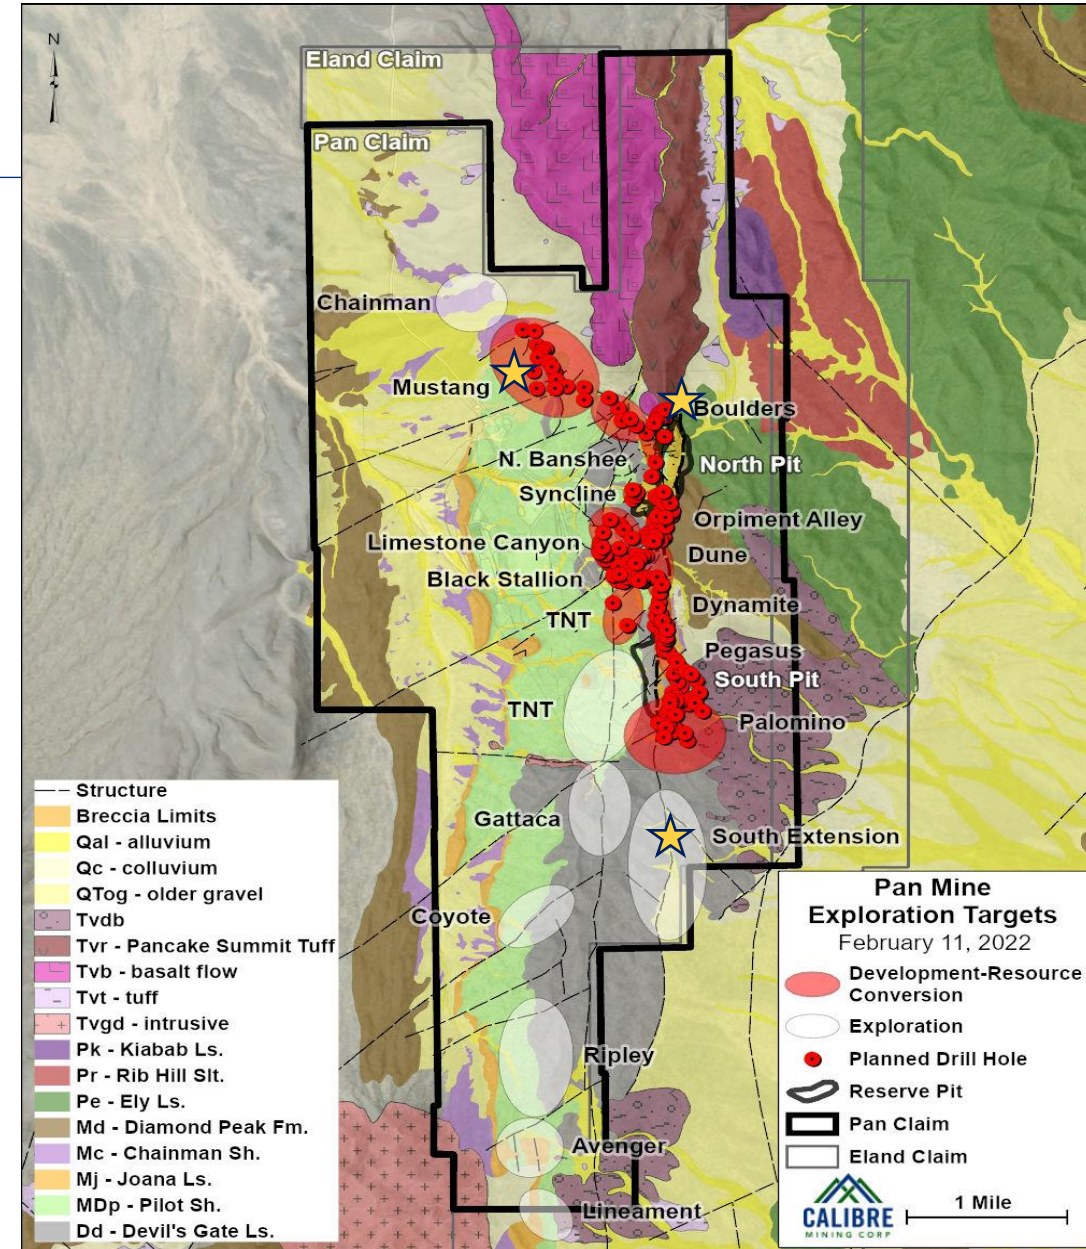 N
Eland Claim
Pan Claim
Chainman
Mustang
Boulders
N. Banshee
North Pit
Syncline
Orpiment Alley
Limestone Canyon
Dune
Black Stallion
Dynamite
TNT
Pegasus
South Pit
TNT
Palomino
Gattaca
South Extension
Coyote
Ripley
Avenger
Lineament
Structure
Breccia Limits
Qal - alluvium
Qc - colluvium
QTog - older gravel
Tvdb
Tvr - Pancake Summit Tuff
Tvb - basalt flow
Tvt - tuff
Tvgd - intrusive
Pk - Kiabab Ls.
Pr - Rib Hill Slt.
Pe - Ely Ls.
Md - Diamond Peak Fm.
Mc - Chainman Sh.
Mj - Joana Ls.
MDp - Pilot Sh.
Dd - Devil's Gate Ls.
Pan Mine
Exploration Targets
February 11, 2022
Development-Resource
Conversion
Exploration
Planned Drill Hole
Reserve Pit
Pan Claim
Eland Claim
CALIBRE
MINING CORP
1 Mile